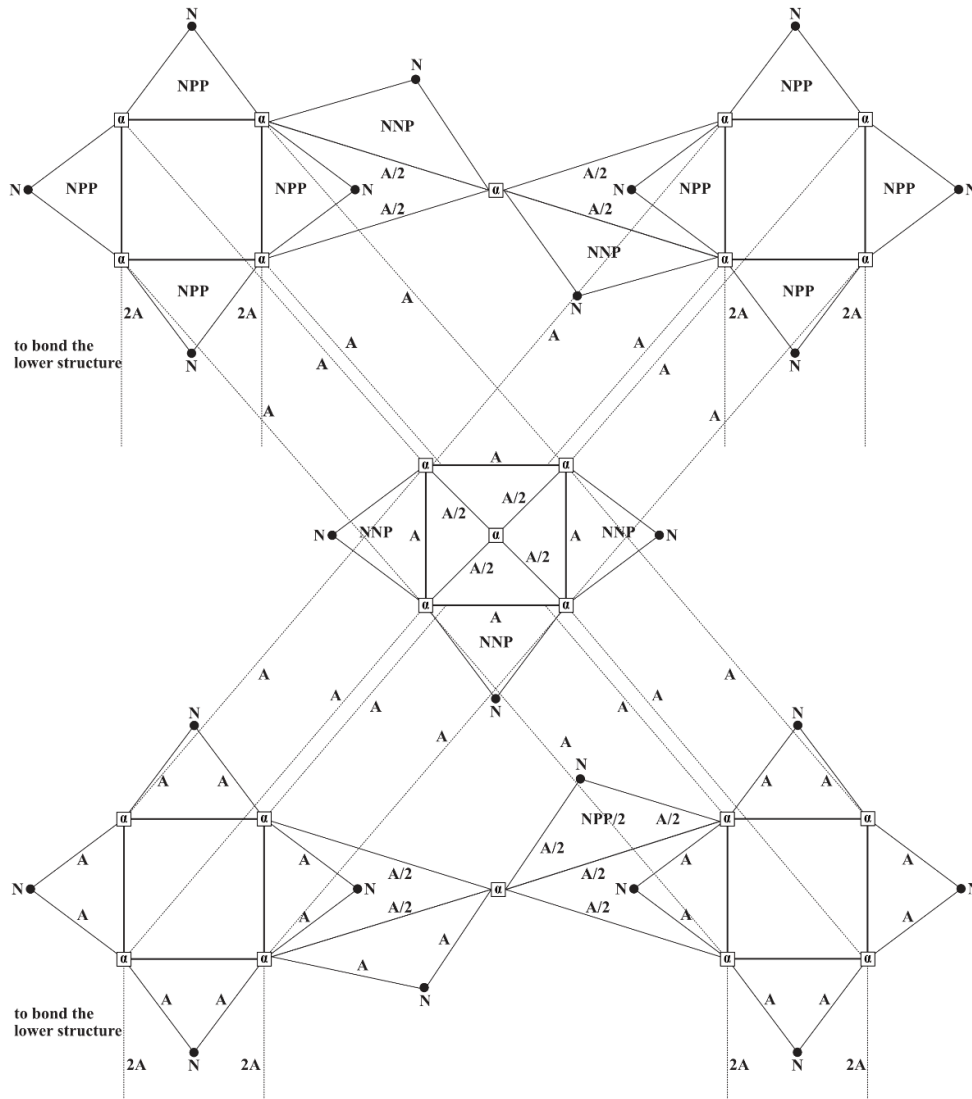 N N
N
NPP NPP
α α α α
NNP
A/2 A/2
N NPP NPP N α N NPP NPP N
A/2 A/2
NNP
α α α α
NPP NPP
N
2A 2A A A 2A 2A
to bond the
lower structure
N N
A A A A
A A
α A α
A/2 A/2
N NNP A α A NNP N
A/2 A/2
α A α
NNP
A A A A
N
A A
N A A N
N
A A A A
α α NPP/2 A/2 α α
A A A/2 A A
A/2 A/2
N N α N N
A A A/2 A/2 A A
A
α α α α
A
A A N A A
to bond the
lower structure
N N
2A 2A 2A 2A